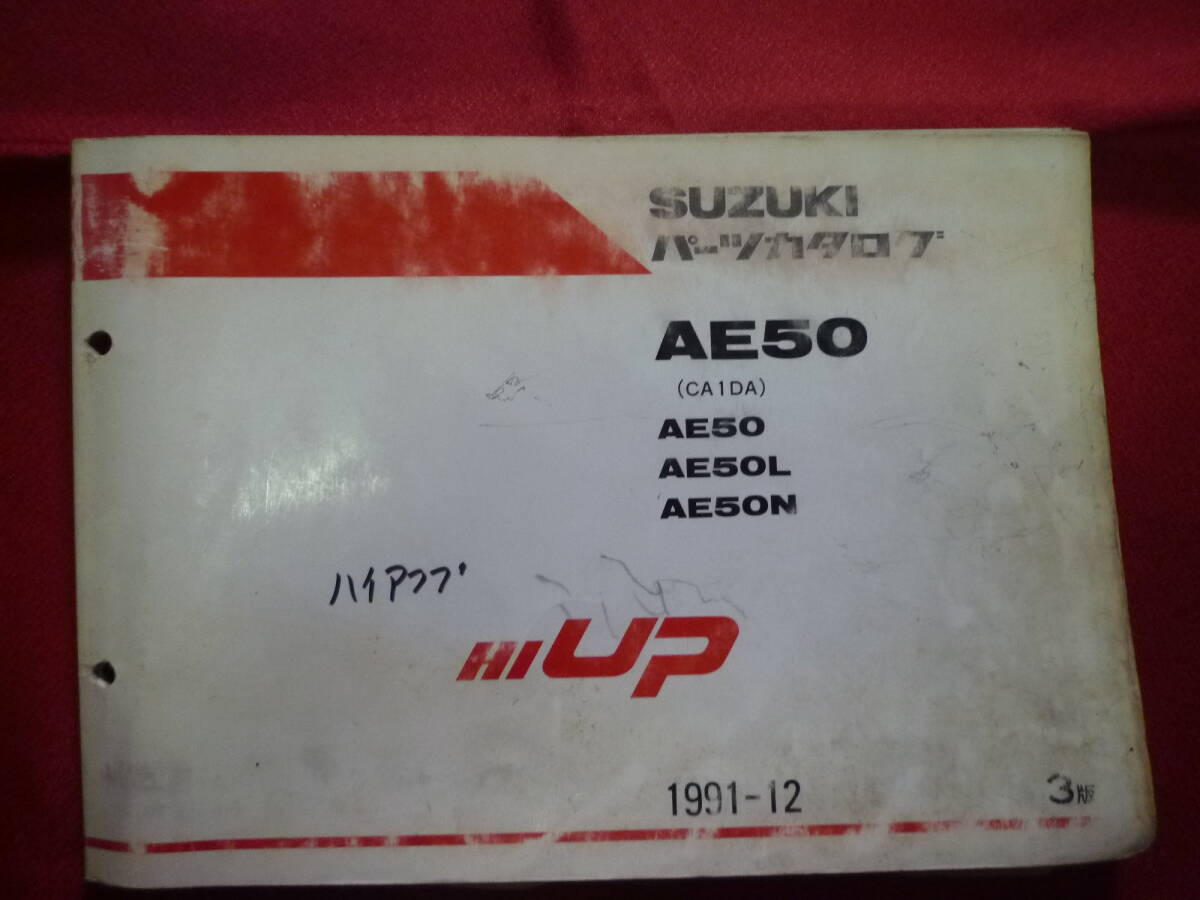 SUZUKI
パーツカタログ
AE50
(CA1DA)
AE50
AE50L
AE50N
ハイアップ
HI UP
1991-12
3版